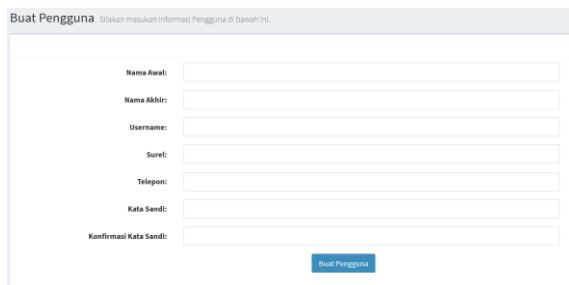 Buat Pengguna Silakan masukan informasi Pengguna di bawah ini.
Nama Awal:
Nama Akhir:
Username:
Surel:
Telepon:
Kata Sandi:
Konfirmasi Kata Sandi:
Buat Pengguna